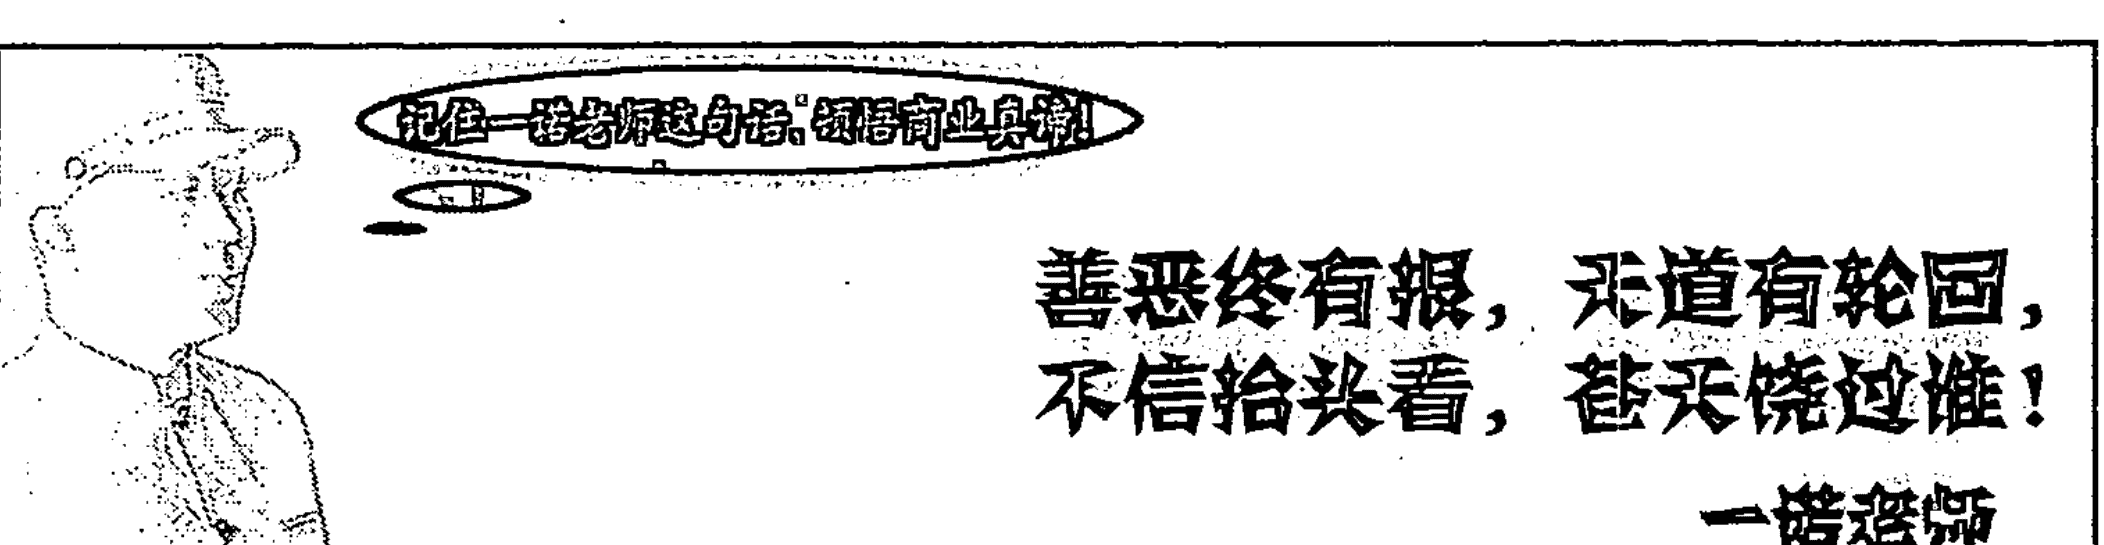 记住一诺老师这句话、领悟商业真谛!
善恶终有报，天道有轮回，
不信抬头看，苍天饶过谁！
一诺老师